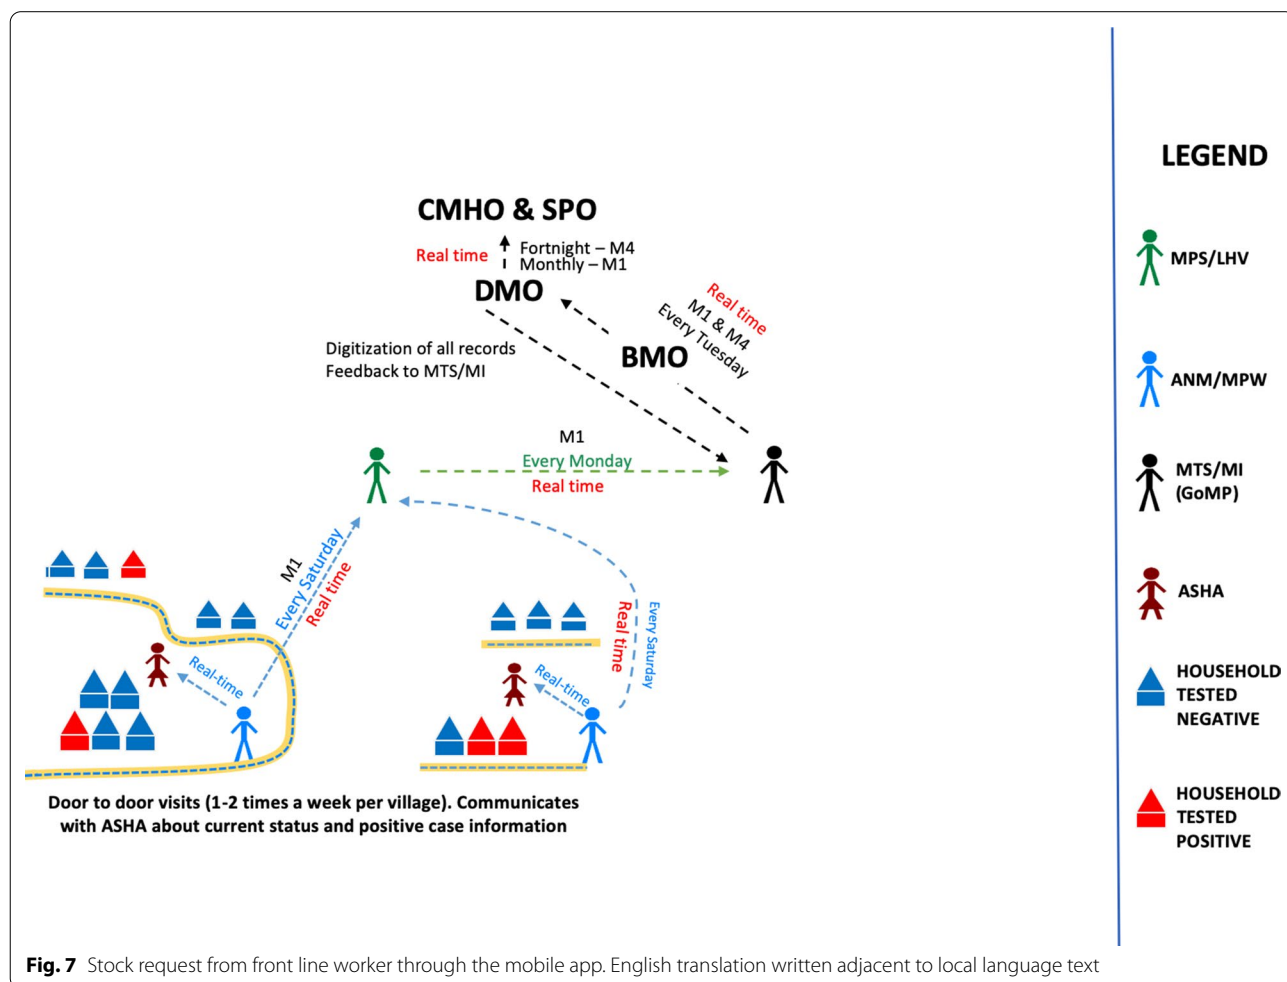 CMHO & SPO
Real time
Fortnight – M4
Monthly – M1
DMO
Real time
M1 & M4
Every Tuesday
BMO
Digitization of all records
Feedback to MTS/MI
M1
Every Monday
Real time
M1
Every Saturday
Real time
Real-time
Real time
Every Saturday
Real-time
Door to door visits (1-2 times a week per village). Communicates
with ASHA about current status and positive case information
LEGEND
MPS/LHV
ANM/MPW
MTS/MI
(GoMP)
ASHA
HOUSEHOLD
TESTED
NEGATIVE
HOUSEHOLD
TESTED
POSITIVE
Fig. 7 Stock request from front line worker through the mobile app. English translation written adjacent to local language text